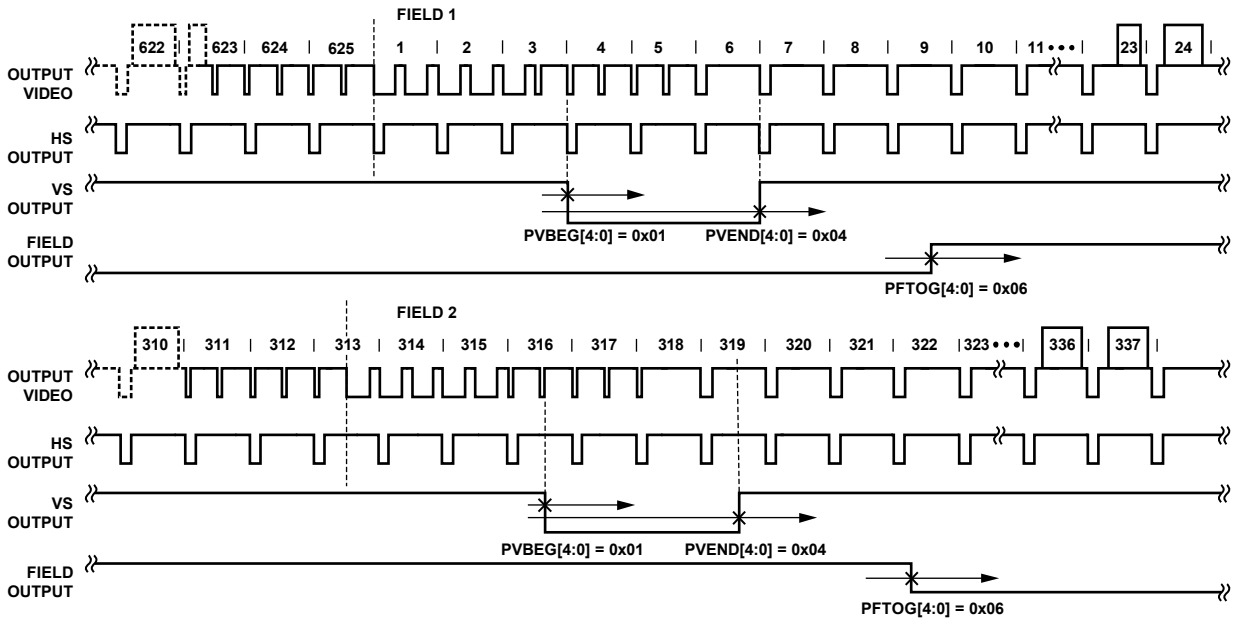 FIELD 1
622 623 624 625 1 2 3 4 5 6 7 8 9 10 11 ••• 23 24
OUTPUT
VIDEO
HS
OUTPUT
VS
OUTPUT
PVBEG[4:0] = 0x01 PVEND[4:0] = 0x04
FIELD
OUTPUT
PFTOG[4:0] = 0x06
FIELD 2
310 311 312 313 314 315 316 317 318 319 320 321 322 323 ••• 336 337
OUTPUT
VIDEO
HS
OUTPUT
VS
OUTPUT
PVBEG[4:0] = 0x01 PVEND[4:0] = 0x04
FIELD
OUTPUT
PFTOG[4:0] = 0x06